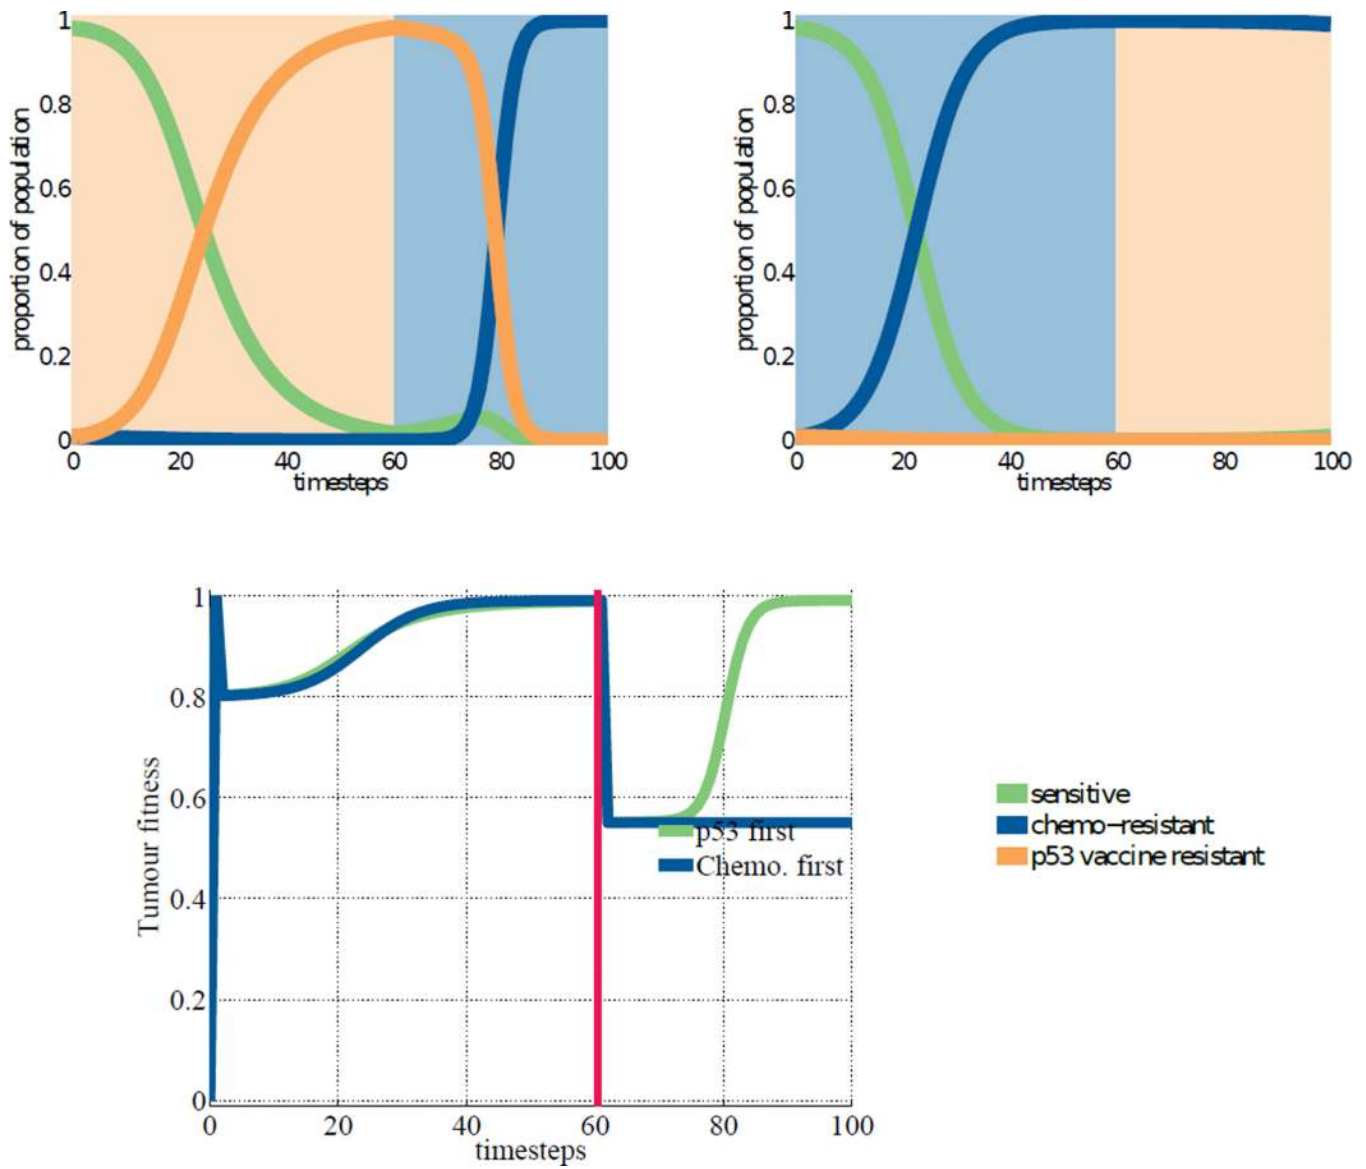 1
0.8
0.6
0.4
0.2
0
proportion of population
0 20 40 60 80 100
timesteps
1
0.8
0.6
0.4
0.2
0
proportion of population
0 20 40 60 80 100
timesteps
1
0.8
0.6
0.4
0.2
0
Tumour fitness
p53 first
Chemo. first
0 20 40 60 80 100
timesteps
sensitive
chemo-resistant
p53 vaccine resistant